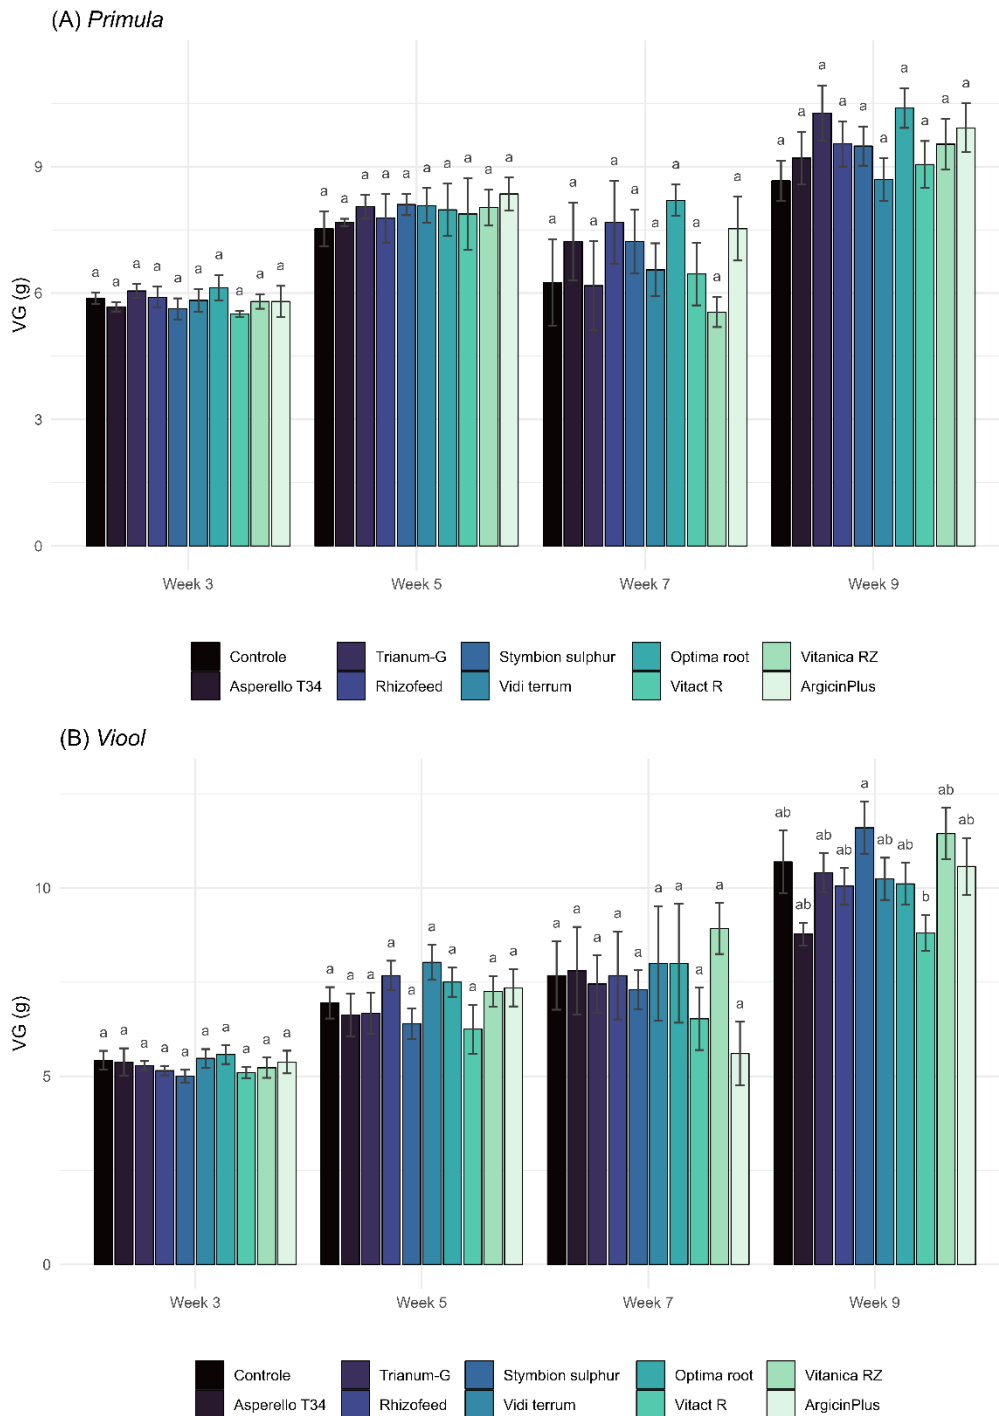 (A) Primula
a a a a a a a a a a
a a a a a a a a a a
a a a a a a a a a a
a a a a a a a a a a
VG (g)
9
6
3
0
Week 3 Week 5 Week 7 Week 9
Controle Trianum-G Stymbion sulphur Optima root Vitanica RZ
Asperello T34 Rhizofeed Vidi terrum Vitact R ArgicinPlus
(B) Viool
a a a a a a a a a a
a a a a a a a a a a
a a a a a a a a a a
ab ab ab ab a ab ab b ab ab
VG (g)
10
5
0
Week 3 Week 5 Week 7 Week 9
Controle Trianum-G Stymbion sulphur Optima root Vitanica RZ
Asperello T34 Rhizofeed Vidi terrum Vitact R ArgicinPlus